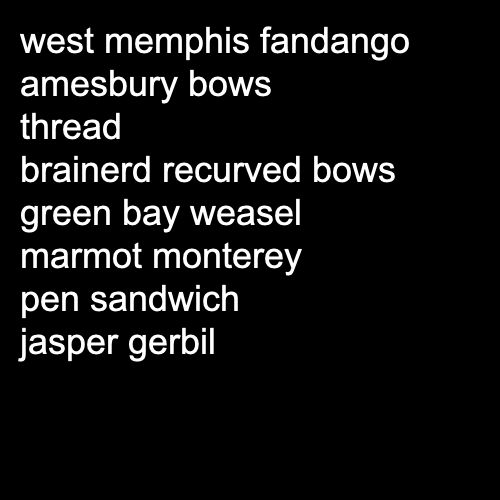 west memphis fandango
amesbury bows
thread
brainerd recurved bows
green bay weasel
marmot monterey
pen sandwich
jasper gerbil